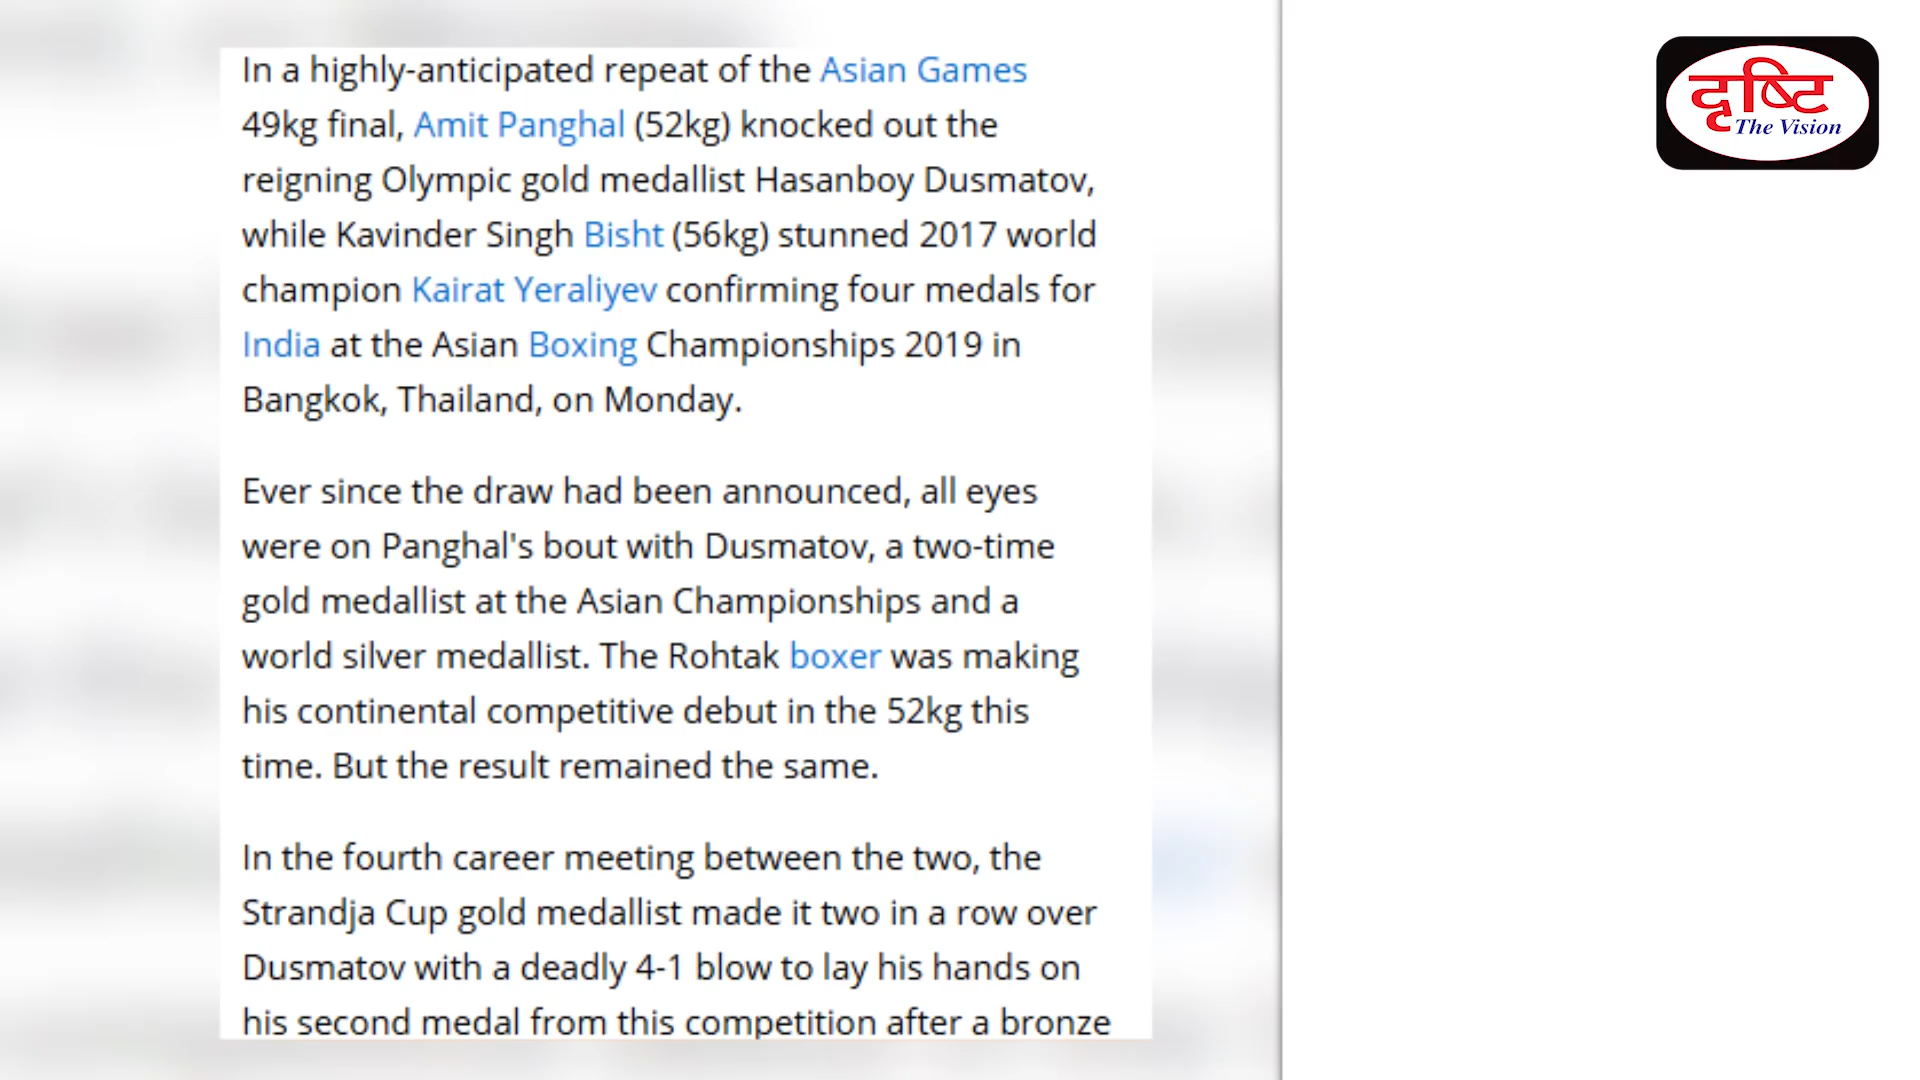 In a highly-anticipated repeat of the Asian Games
49kg final, Amit Panghal (52kg) knocked out the
reigning Olympic gold medallist Hasanboy Dusmatov,
while Kavinder Singh Bisht (56kg) stunned 2017 world
champion Kairat Yeraliyev confirming four medals for
India at the Asian Boxing Championships 2019 in
Bangkok, Thailand, on Monday.
Ever since the draw had been announced, all eyes
were on Panghal's bout with Dusmatov, a two-time
gold medallist at the Asian Championships and a
world silver medallist. The Rohtak boxer was making
his continental competitive debut in the 52kg this
time. But the result remained the same.
In the fourth career meeting between the two, the
Strandja Cup gold medallist made it two in a row over
Dusmatov with a deadly 4-1 blow to lay his hands on
his second medal from this competition after a bronze
दृष्टि
The Vision